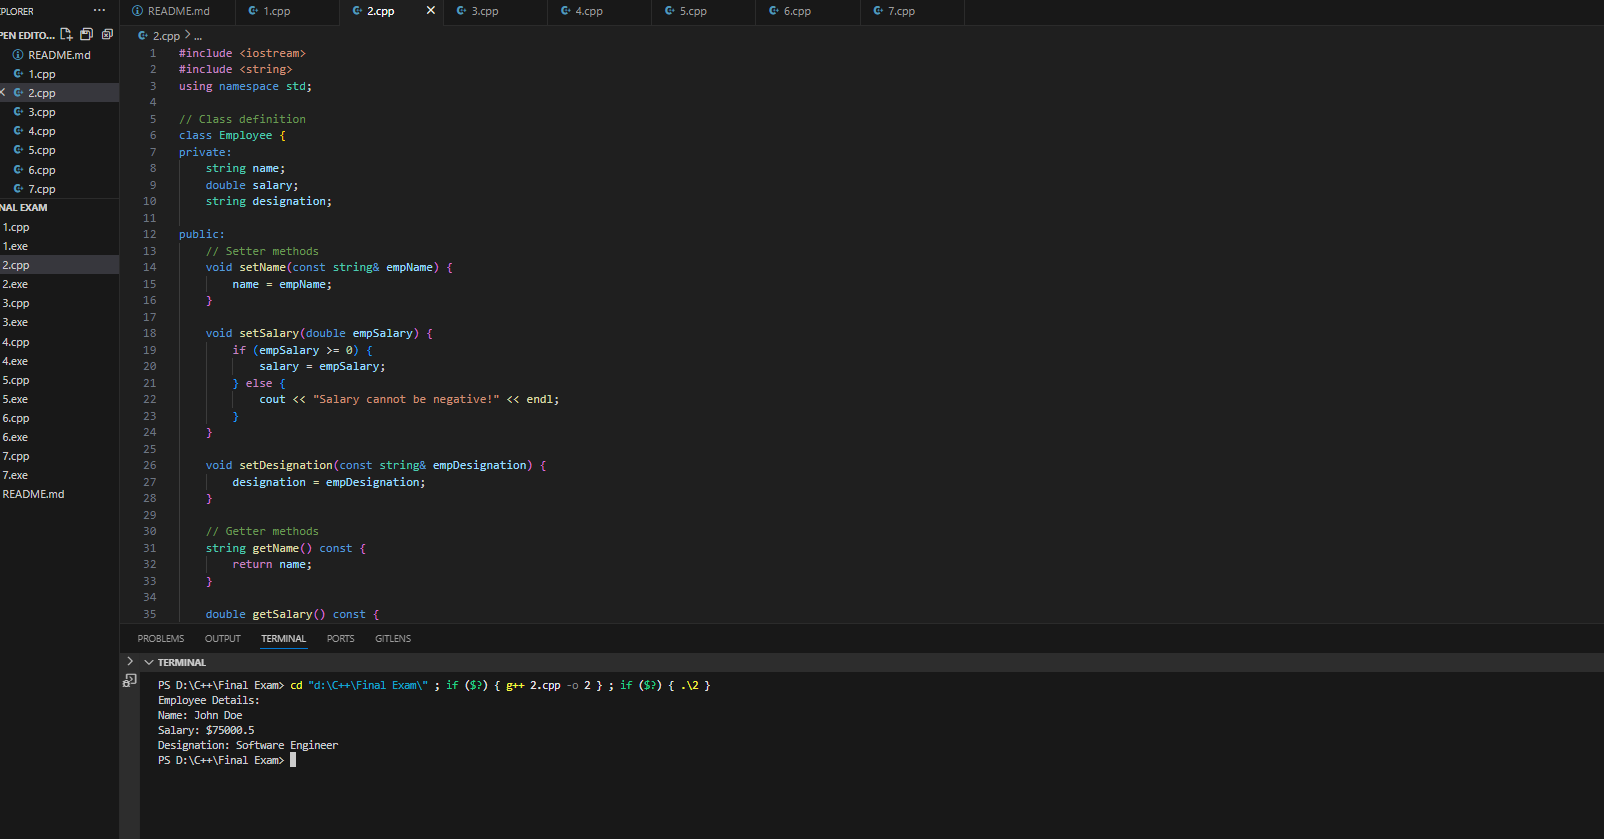 PLORER ...
PEN EDITO...
README.md
1.cpp
2.cpp
3.cpp
4.cpp
5.cpp
6.cpp
7.cpp
NAL EXAM
1.cpp
1.exe
2.cpp
2.exe
3.cpp
3.exe
4.cpp
4.exe
5.cpp
5.exe
6.cpp
6.exe
7.cpp
7.exe
README.md
README.md 1.cpp 2.cpp 3.cpp 4.cpp 5.cpp 6.cpp 7.cpp
2.cpp > ...
1 #include <iostream>
2 #include <string>
3 using namespace std;
4
5 // Class definition
6 class Employee {
7 private:
8 string name;
9 double salary;
10 string designation;
11
12 public:
13 // Setter methods
14 void setName(const string& empName) {
15 name = empName;
16 }
17
18 void setSalary(double empSalary) {
19 if (empSalary >= 0) {
20 salary = empSalary;
21 } else {
22 cout << "Salary cannot be negative!" << endl;
23 }
24 }
25
26 void setDesignation(const string& empDesignation) {
27 designation = empDesignation;
28 }
29
30 // Getter methods
31 string getName() const {
32 return name;
33 }
34
35 double getSalary() const {
PROBLEMS OUTPUT TERMINAL PORTS GITLENS
TERMINAL
PS D:\C++\Final Exam> cd "d:\C++\Final Exam\" ; if ($?) { g++ 2.cpp -o 2 } ; if ($?) { .\2 }
Employee Details:
Name: John Doe
Salary: $75000.5
Designation: Software Engineer
PS D:\C++\Final Exam>